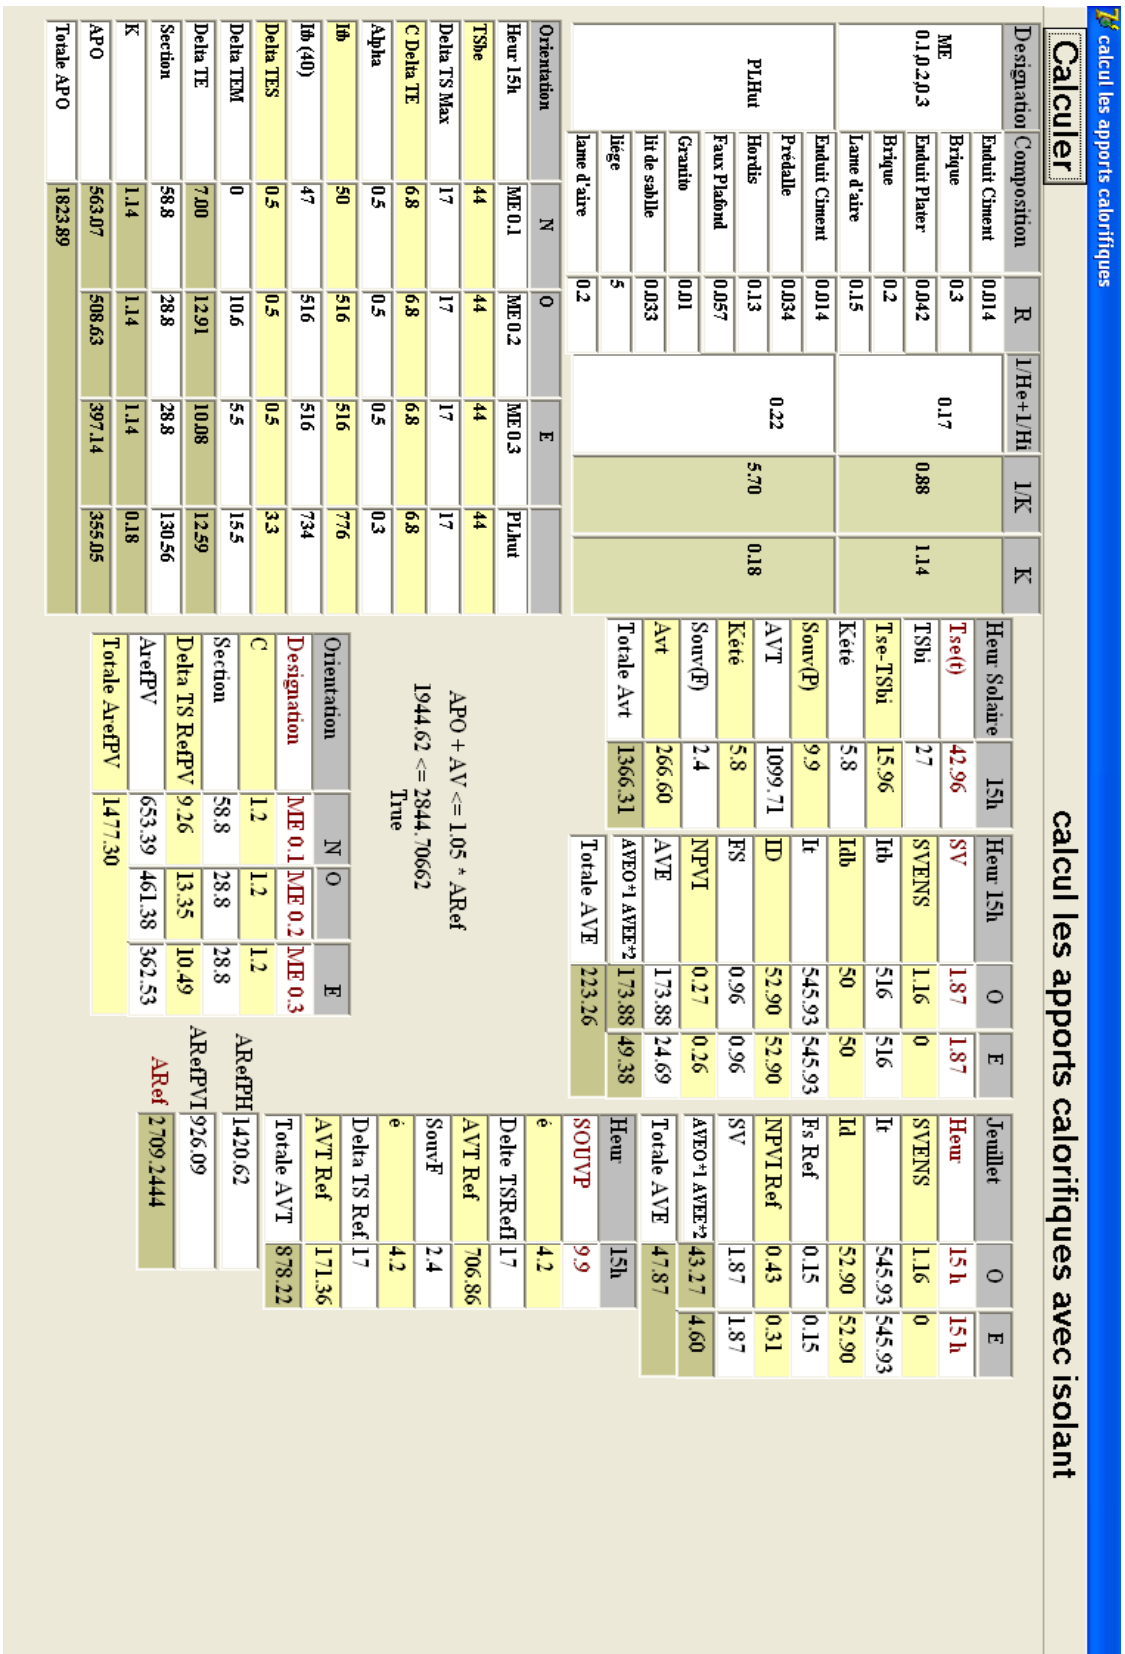 calcul les apports calorifiques
Calculer
calcul les apports calorifiques avec isolant
Designation Composition R 1/He+1/Hi 1/K K
ME 0.1,0.2,0.3
Enduit Ciment 0.014
Brique 0.3
Enduit Plater 0.042
Brique 0.2
Lame d'aire 0.15
0.17 0.88 1.14
PLHut
Enduit Ciment 0.014
Prédalle 0.034
Hordis 0.13
Faux Plafond 0.057
Granito 0.01
lit de sablle 0.033
liége 5
lame d'aire 0.2
0.22 5.70 0.18
Orientation N O E
Heur 15h ME 0.1 ME 0.2 ME 0.3 PLhut
TSbe 44 44 44 44
Delta TS Max 17 17 17 17
C Delta TE 6.8 6.8 6.8 6.8
Alpha 0.5 0.5 0.5 0.3
Itb 50 516 516 776
Itb (40) 47 516 516 734
Delta TES 0.5 0.5 0.5 3.3
Delta TEM 0 10.6 5.5 15.5
Delta TE 7.00 12.91 10.08 12.59
Section 58.8 28.8 28.8 130.56
K 1.14 1.14 1.14 0.18
APO 563.07 508.63 397.14 355.05
Totale APO 1823.89
Heur Solaire 15h
Tse(t) 42.96
TSbi 27
Tse-TSbi 15.96
Kété 5.8
Souv(P) 9.9
AVT 1099.71
Kété 5.8
Souv(F) 2.4
Avt 266.60
Totale Avt 1366.31
Heur 15h O E
SV 1.87 1.87
SVENS 1.16 0
Itb 516 516
Idb 50 50
It 545.93 545.93
ID 52.90 52.90
FS 0.96 0.96
NPVI 0.27 0.26
AVE 173.88 24.69
AVEO*1 AVEE*2 173.88 49.38
Totale AVE 223.26
Jeuillet O E
Heur 15 h 15 h
SVENS 1.16 0
It 545.93 545.93
Id 52.90 52.90
Fs Ref 0.15 0.15
NPVI Ref 0.43 0.31
SV 1.87 1.87
AVEO*1 AVEE*2 43.27 4.60
Totale AVE 47.87
Heur 15h
SOUVP 9.9
é 4.2
Delte TSRefI 17
AVT Ref 706.86
SouvF 2.4
é 4.2
Delta TS Ref 17
AVT Ref 171.36
Totale AVT 878.22
APO + AV <= 1.05 * ARef
1944.62 <= 2844.70662
True
Orientation N O E
Designation ME 0.1 ME 0.2 ME 0.3
C 1.2 1.2 1.2
Section 58.8 28.8 28.8
Delta TS RefPV 9.26 13.35 10.49
ArefPV 653.39 461.38 362.53
Totale ArefPV 1477.30
ARefPH 1420.62
ARefPVI 926.09
ARef 2709.2444